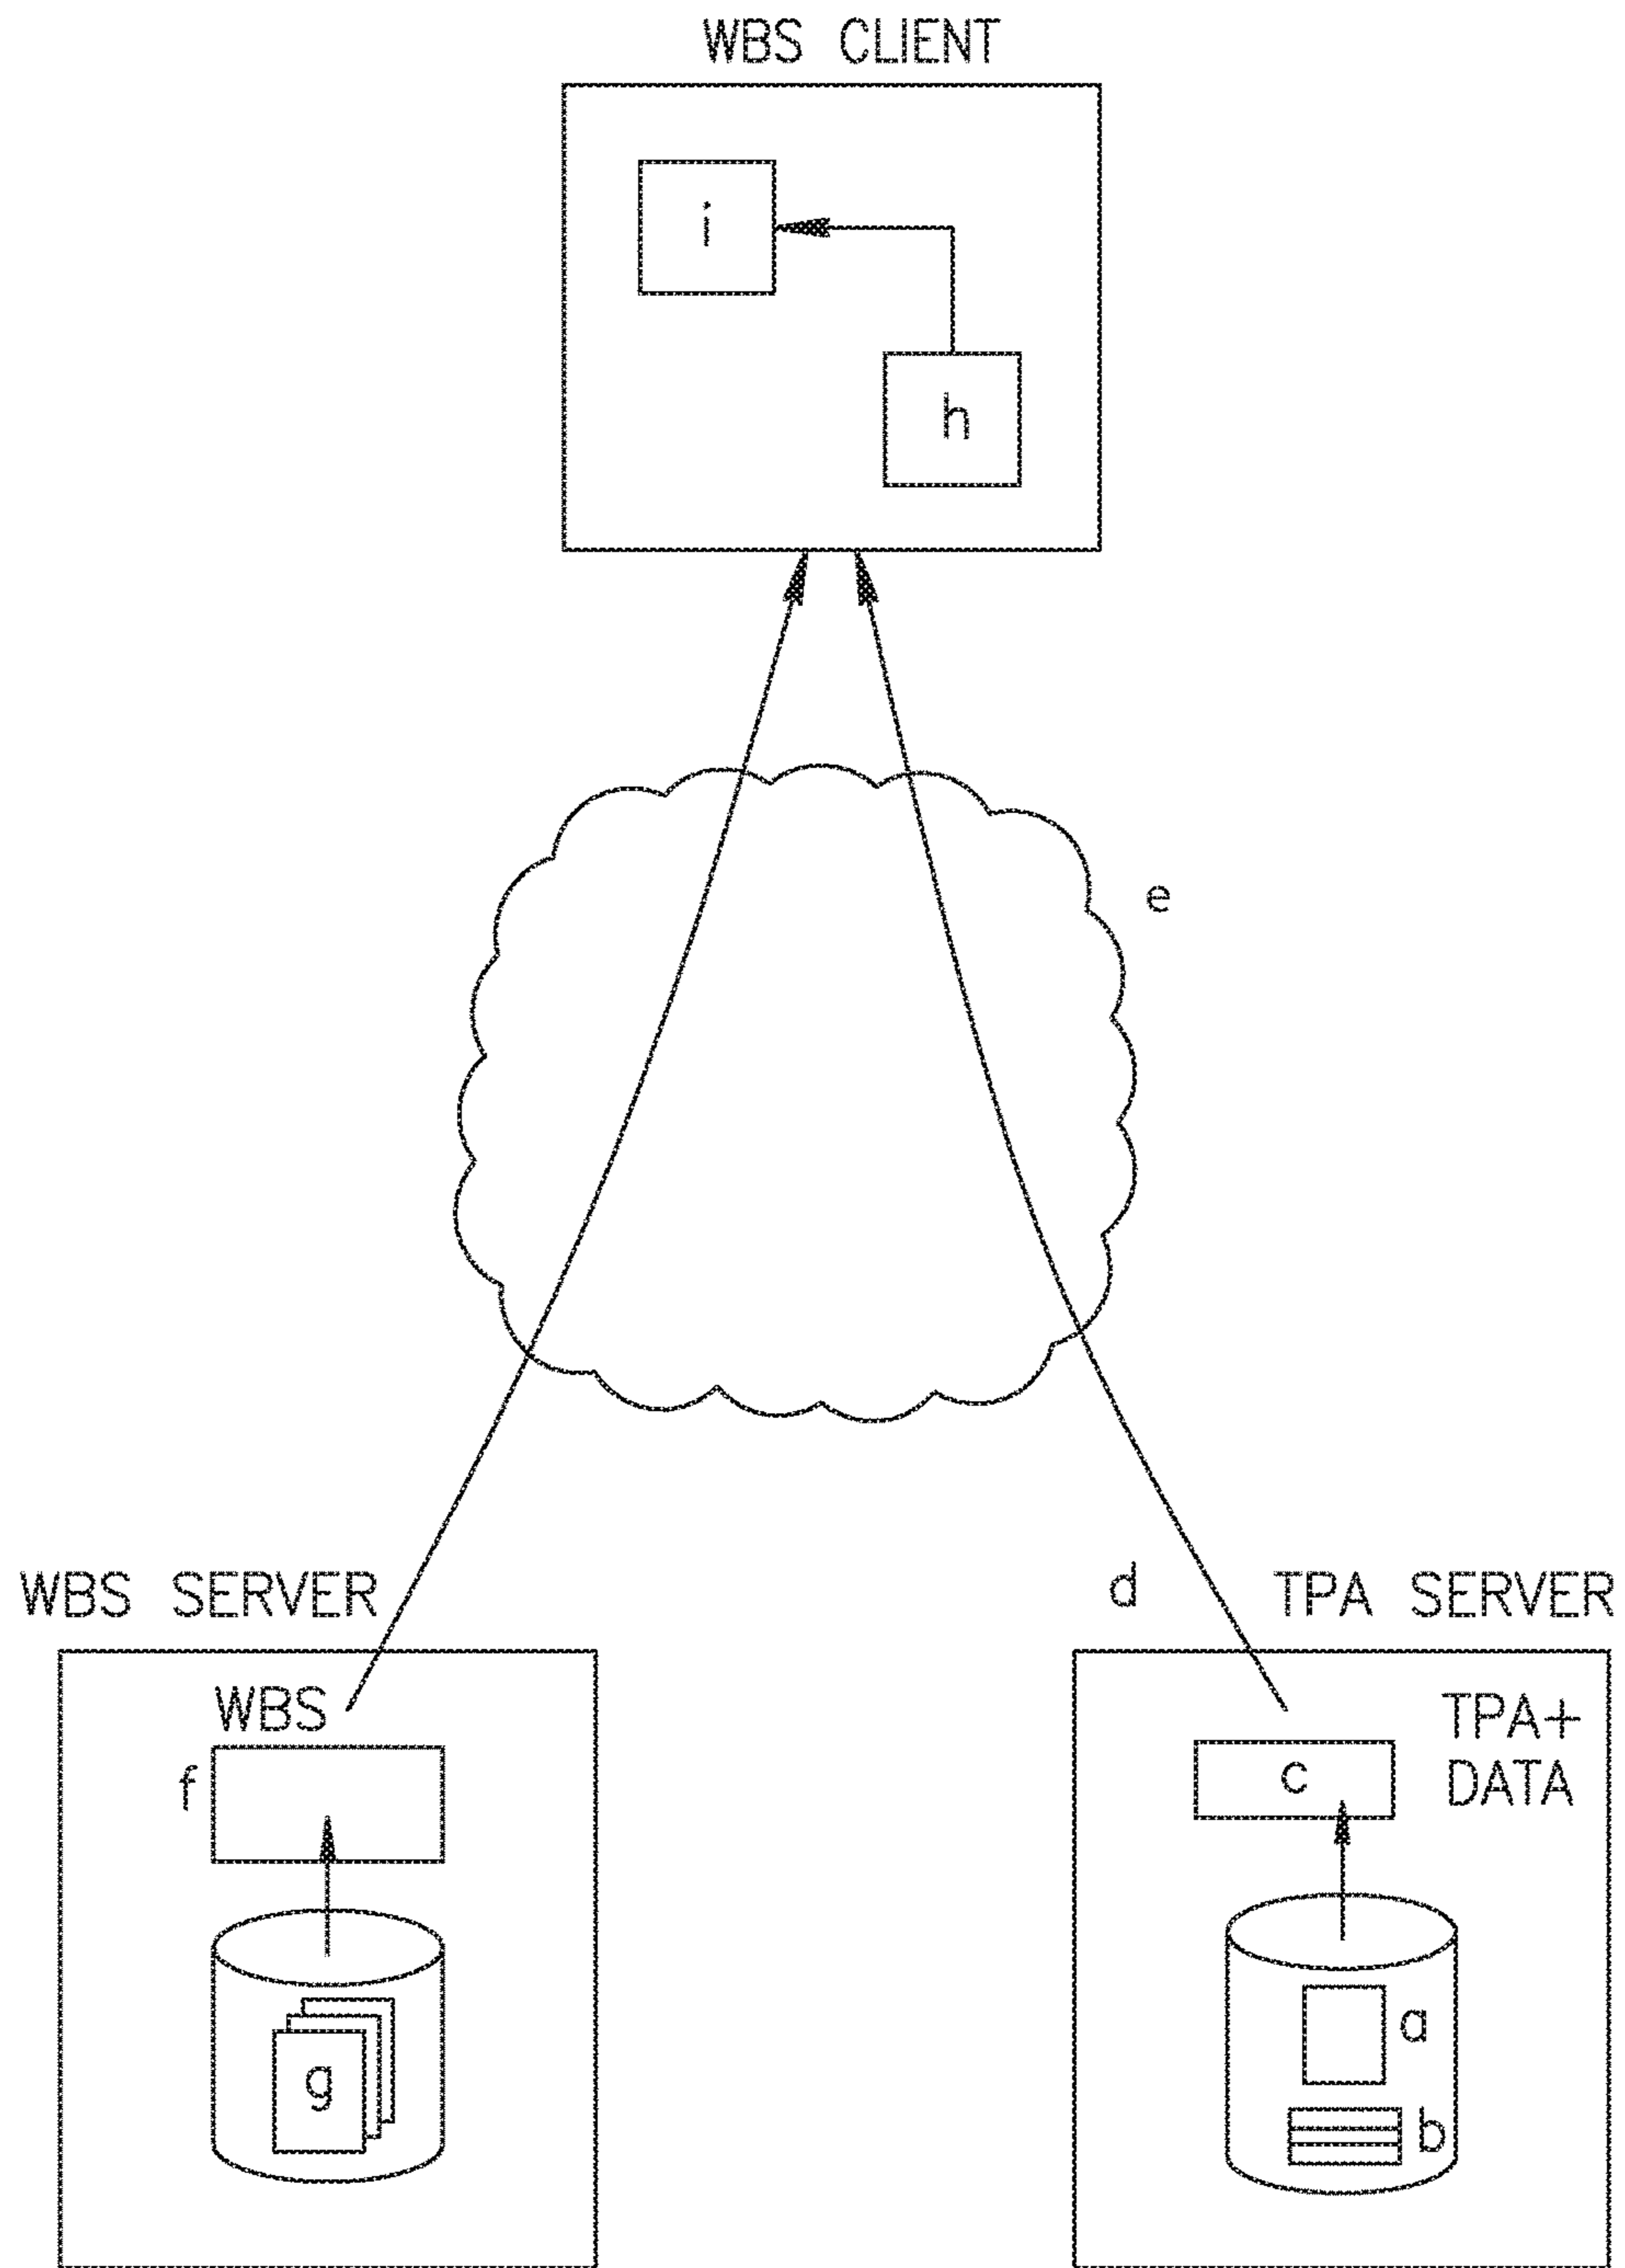 WBS CLIENT
i
h
e
d
WBS SERVER
TPA SERVER
WBS
f
TPA+
DATA
c
a
g
b